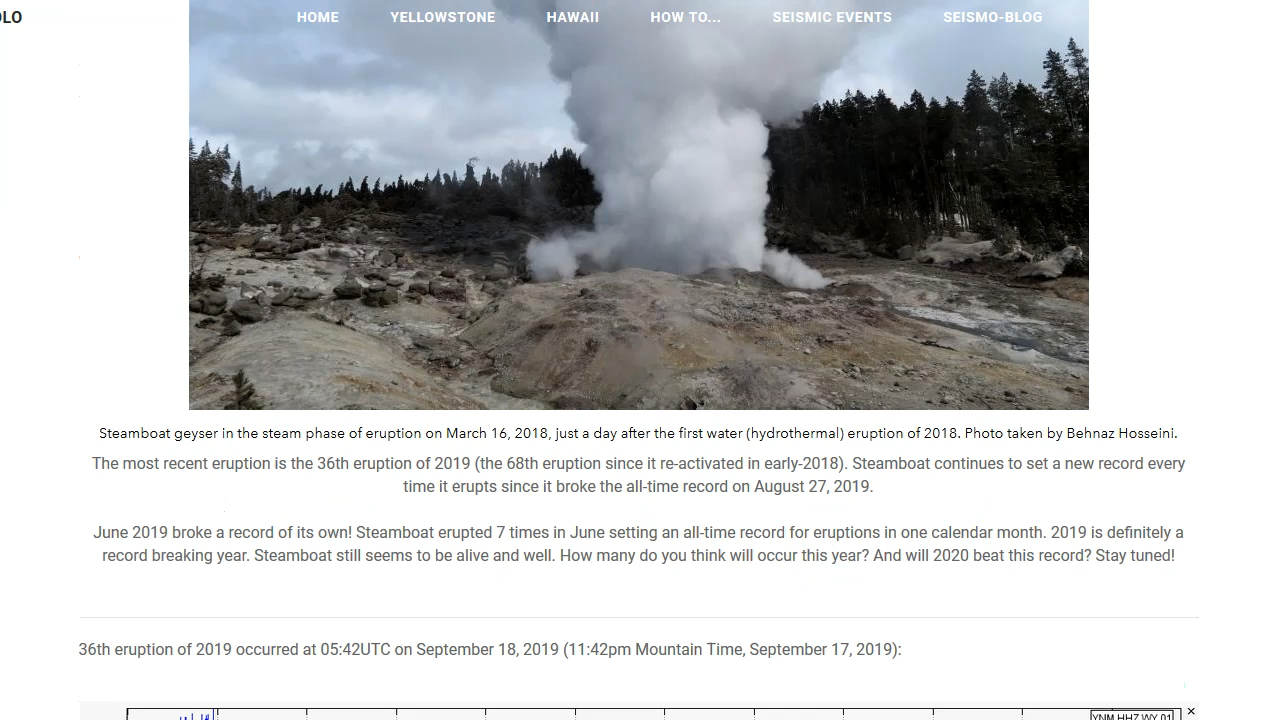 OLO
HOME YELLOWSTONE HAWAII HOW TO... SEISMIC EVENTS SEISMO-BLOG
Steamboat geyser in the steam phase of eruption on March 16, 2018, just a day after the first water (hydrothermal) eruption of 2018. Photo taken by Behnaz Hosseini.
The most recent eruption is the 36th eruption of 2019 (the 68th eruption since it re-activated in early-2018). Steamboat continues to set a new record every
time it erupts since it broke the all-time record on August 27, 2019.
June 2019 broke a record of its own! Steamboat erupted 7 times in June setting an all-time record for eruptions in one calendar month. 2019 is definitely a
record breaking year. Steamboat still seems to be alive and well. How many do you think will occur this year? And will 2020 beat this record? Stay tuned!
36th eruption of 2019 occurred at 05:42UTC on September 18, 2019 (11:42pm Mountain Time, September 17, 2019):
YNM HHZ WY 01